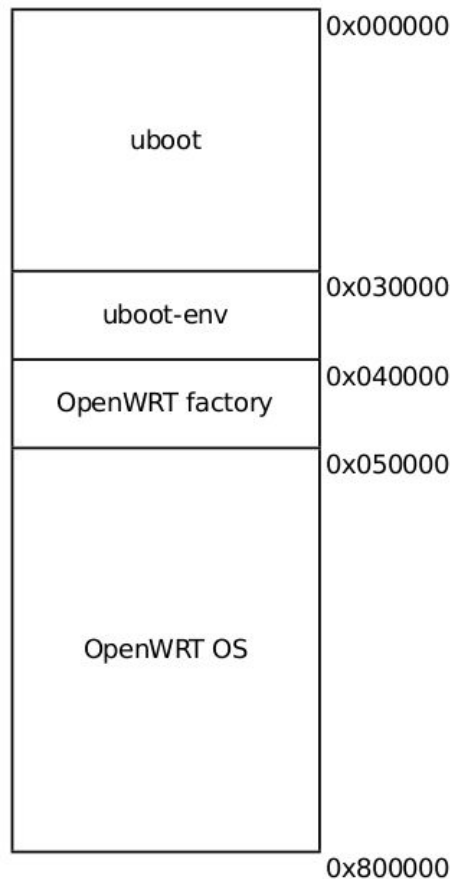 0x000000
uboot
0x030000
uboot-env
0x040000
OpenWRT factory
0x050000
OpenWRT OS
0x800000